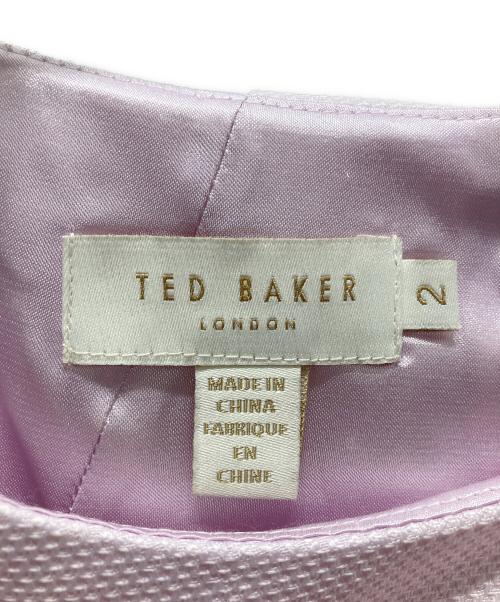 TED BAKER
LONDON
2
MADE IN
CHINA
FABRIQUE
EN
CHINE